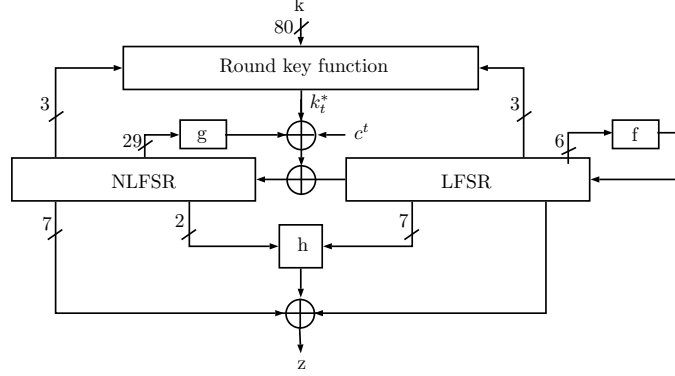 k
80
Round key function
3
k*t
3
29
g
c^t
6
f
NLFSR
LFSR
7
2
7
h
z